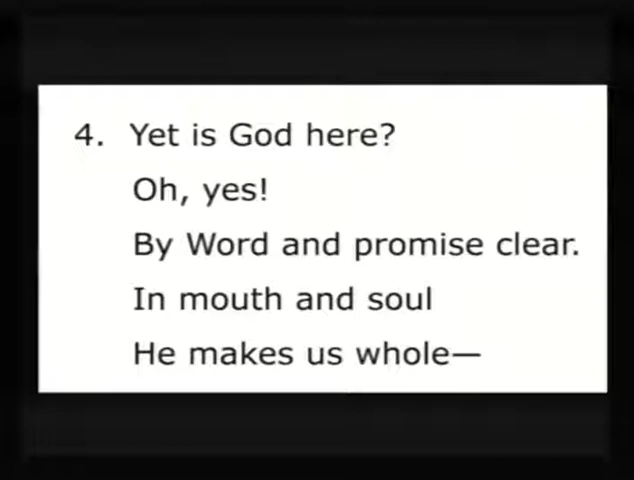 4. Yet is God here?
Oh, yes!
By Word and promise clear.
In mouth and soul
He makes us whole—